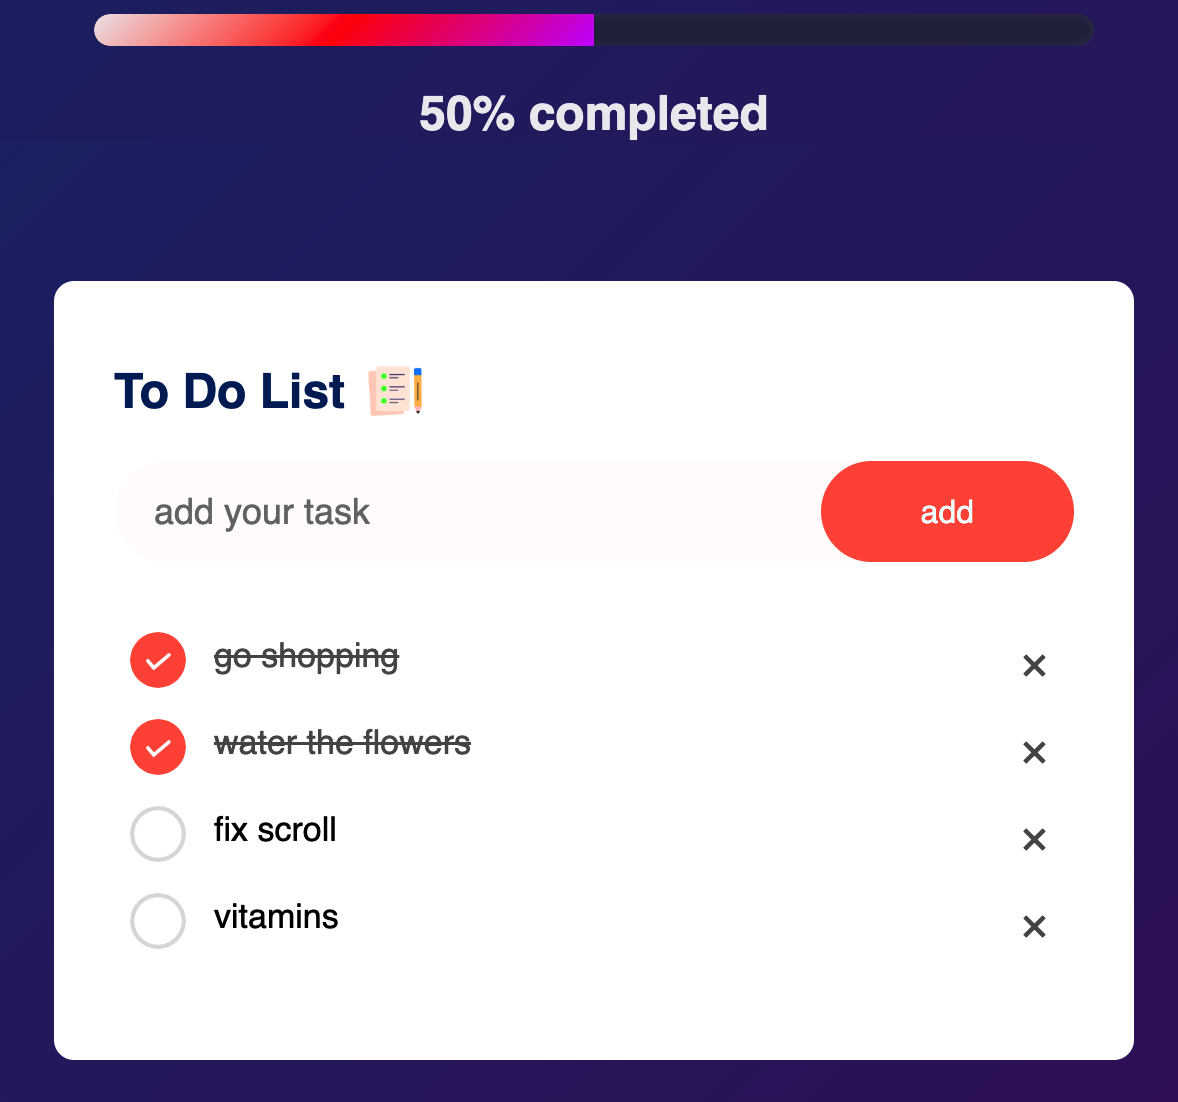 50% completed
To Do List
add your task
add
go shopping
water the flowers
fix scroll
vitamins